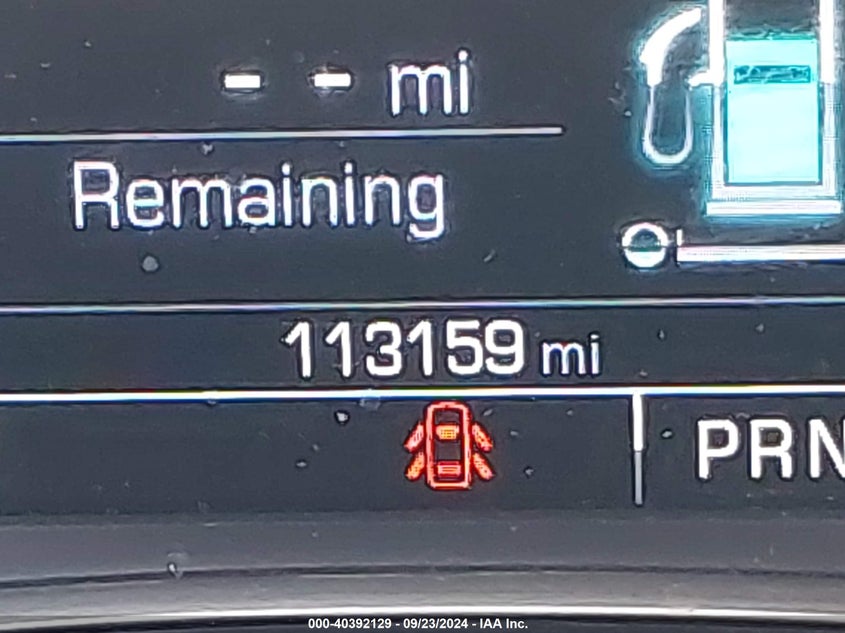 -- mi
Remaining
113159 mi
PRN
000-40392129 - 09/23/2024 - IAA Inc.